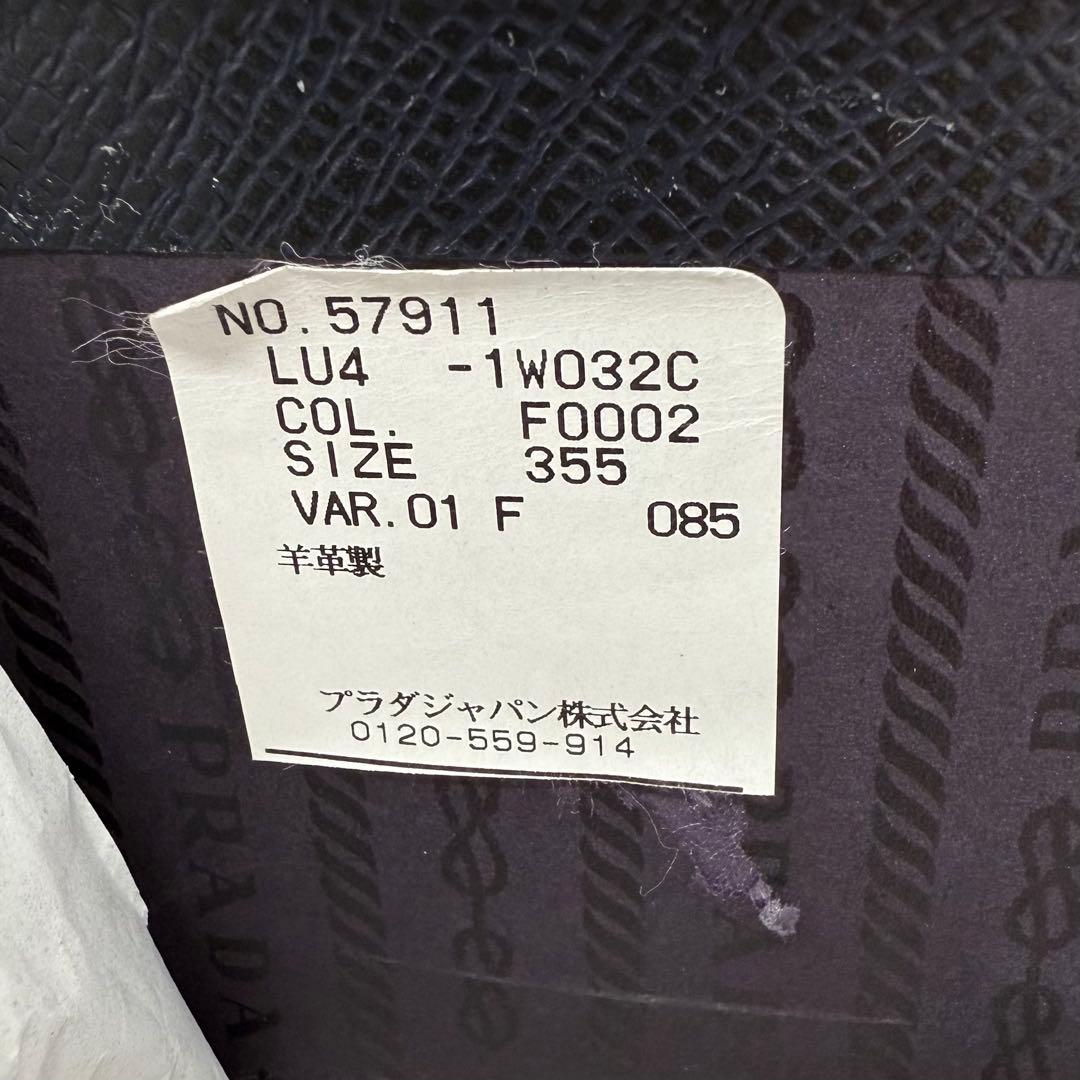 NO.57911
LU4 -1W032C
COL. F0002
SIZE 355
VAR.01 F 085
羊革製
プラダジャパン株式会社
0120-559-914
PRADA